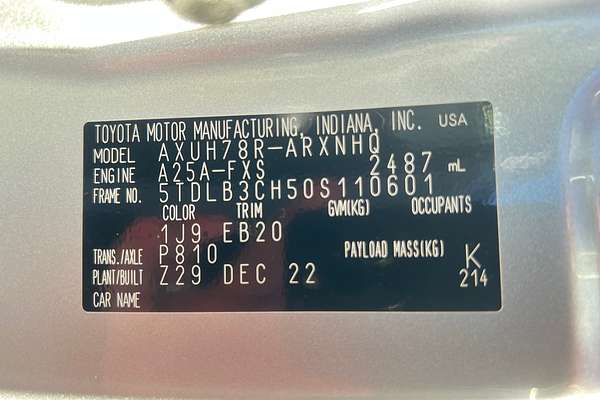 TOYOTA MOTOR MANUFACTURING, INDIANA, INC. USA
MODEL AXUH78R-ARXNHQ
ENGINE A25A-FXS 2487 mL
FRAME NO. 5TDLB3CH50S110601
COLOR TRIM GVM(KG) OCCUPANTS
1J9 EB20
TRANS./AXLE P810 PAYLOAD MASS(KG) K
PLANT/BUILT Z29 DEC 22 214
CAR NAME